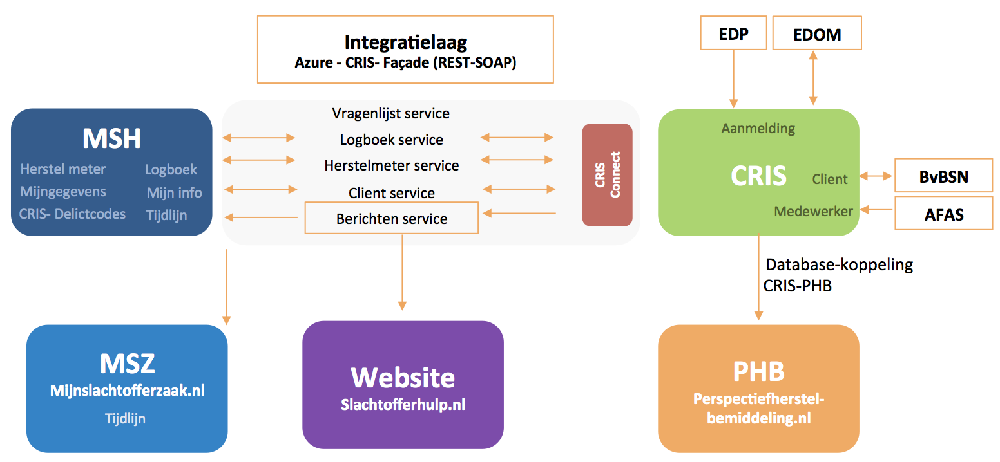 Integratielaag
Azure - CRIS- Façade (REST-SOAP)
EDP
EDOM
MSH
Herstel meter
Logboek
Mijngegevens
Mijn info
CRIS- Delictcodes
Tijdlijn
Vragenlijst service
Logboek service
Herstelmeter service
Client service
Berichten service
CRIS
Connect
Aanmelding
CRIS
Client
Medewerker
BvBSN
AFAS
Database-koppeling
CRIS-PHB
MSZ
Mijnslachtofferzaak.nl
Tijdlijn
Website
Slachtofferhulp.nl
PHB
Perspectiefherstel-
bemiddeling.nl